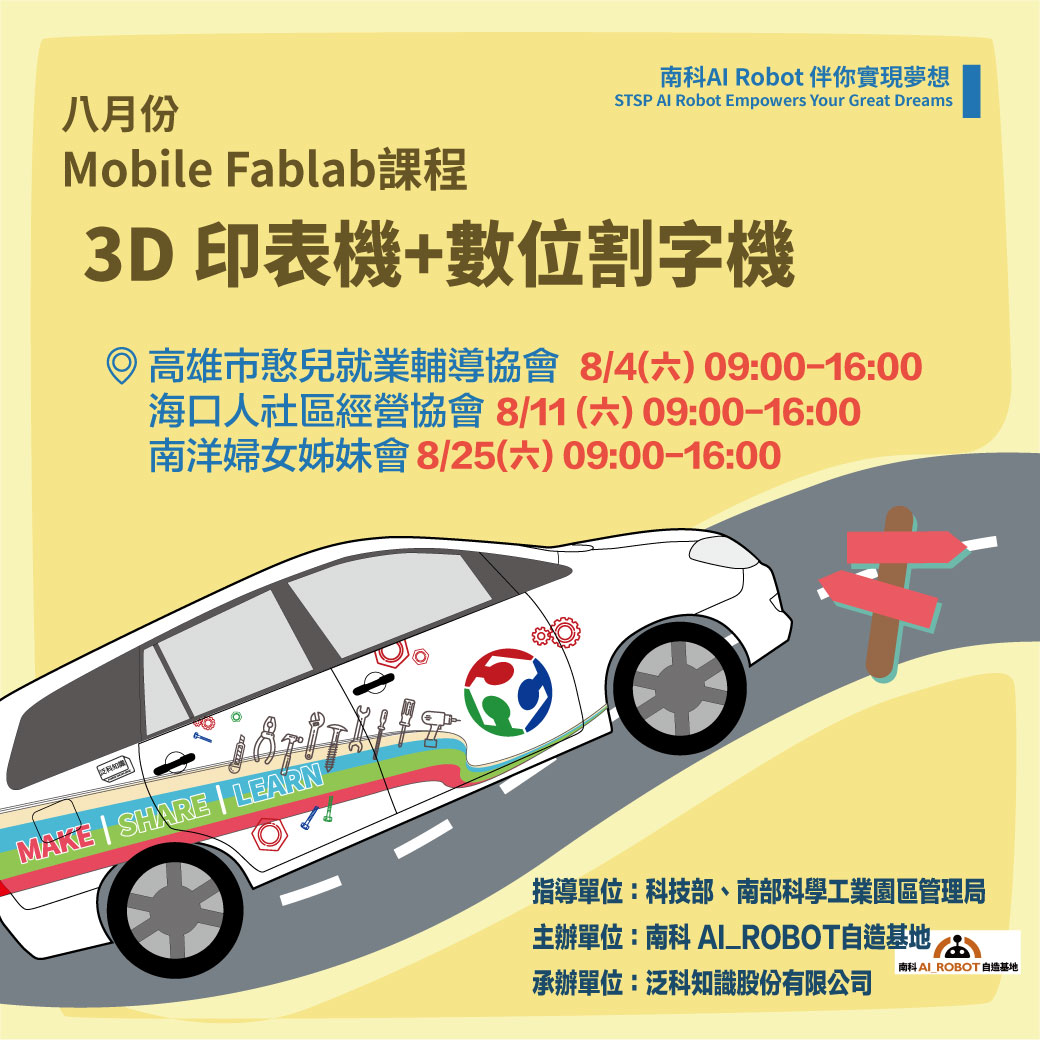 南科AI Robot 伴你實現夢想
STSP AI Robot Empowers Your Great Dreams
八月份
Mobile Fablab課程
3D 印表機+數位割字機
高雄市憨兒就業輔導協會 8/4(六) 09:00-16:00
海口人社區經營協會 8/11 (六) 09:00-16:00
南洋婦女姊妹會 8/25(六) 09:00-16:00
泛科知識
MAKE | SHARE | LEARN
指導單位：科技部、南部科學工業園區管理局
主辦單位：南科 AI_ROBOT自造基地
南科 AI_ROBOT 自造基地
承辦單位：泛科知識股份有限公司